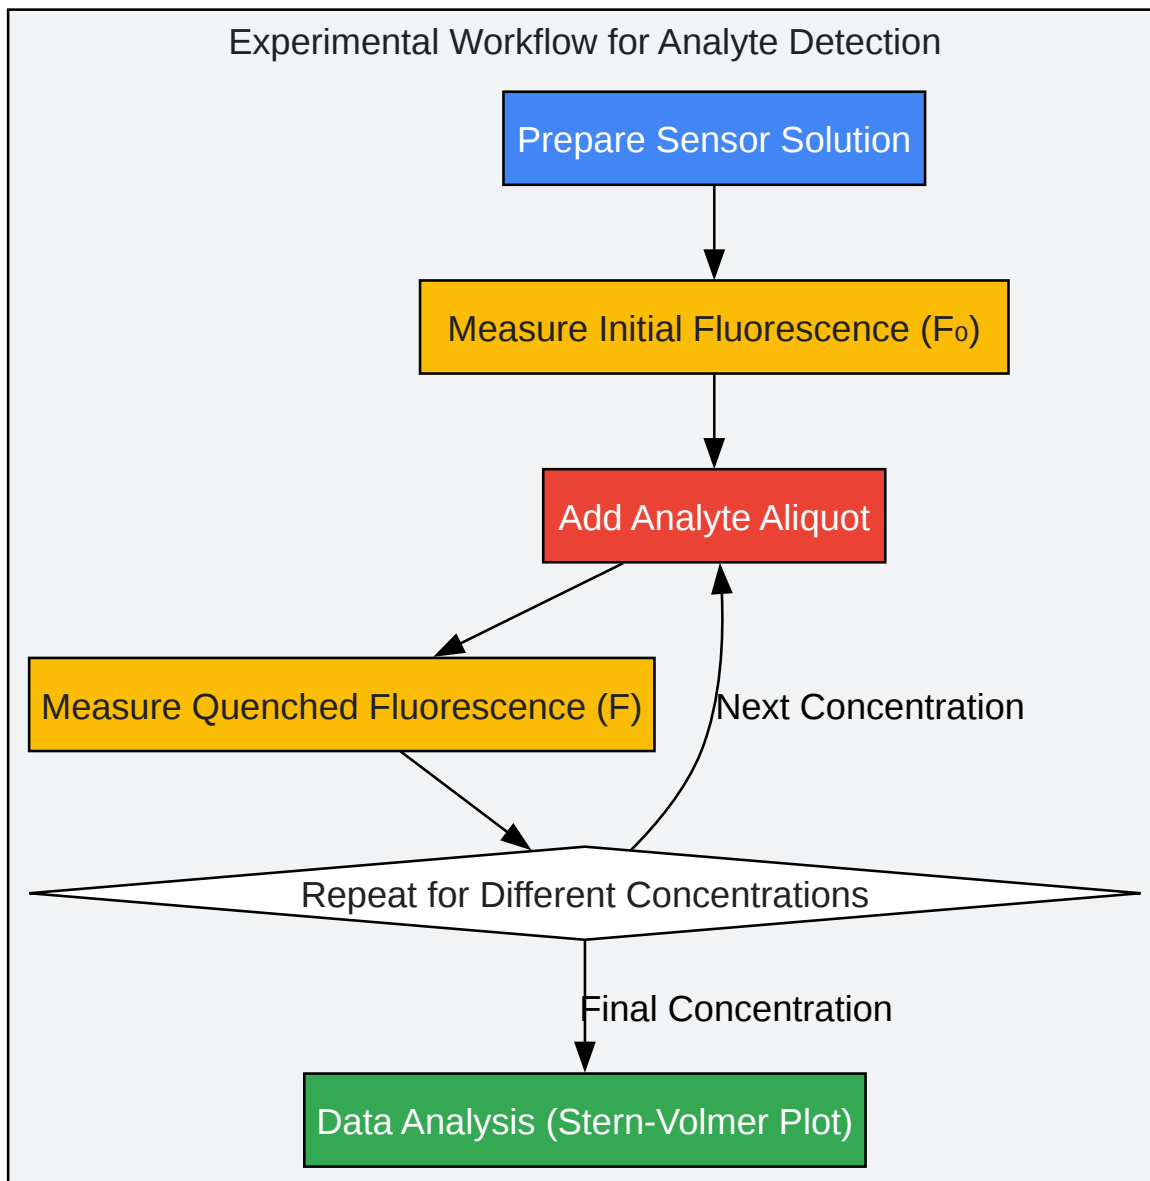 Experimental Workflow for Analyte Detection
Prepare Sensor Solution
Measure Initial Fluorescence (F₀)
Add Analyte Aliquot
Measure Quenched Fluorescence (F)
Next Concentration
Repeat for Different Concentrations
Final Concentration
Data Analysis (Stern-Volmer Plot)